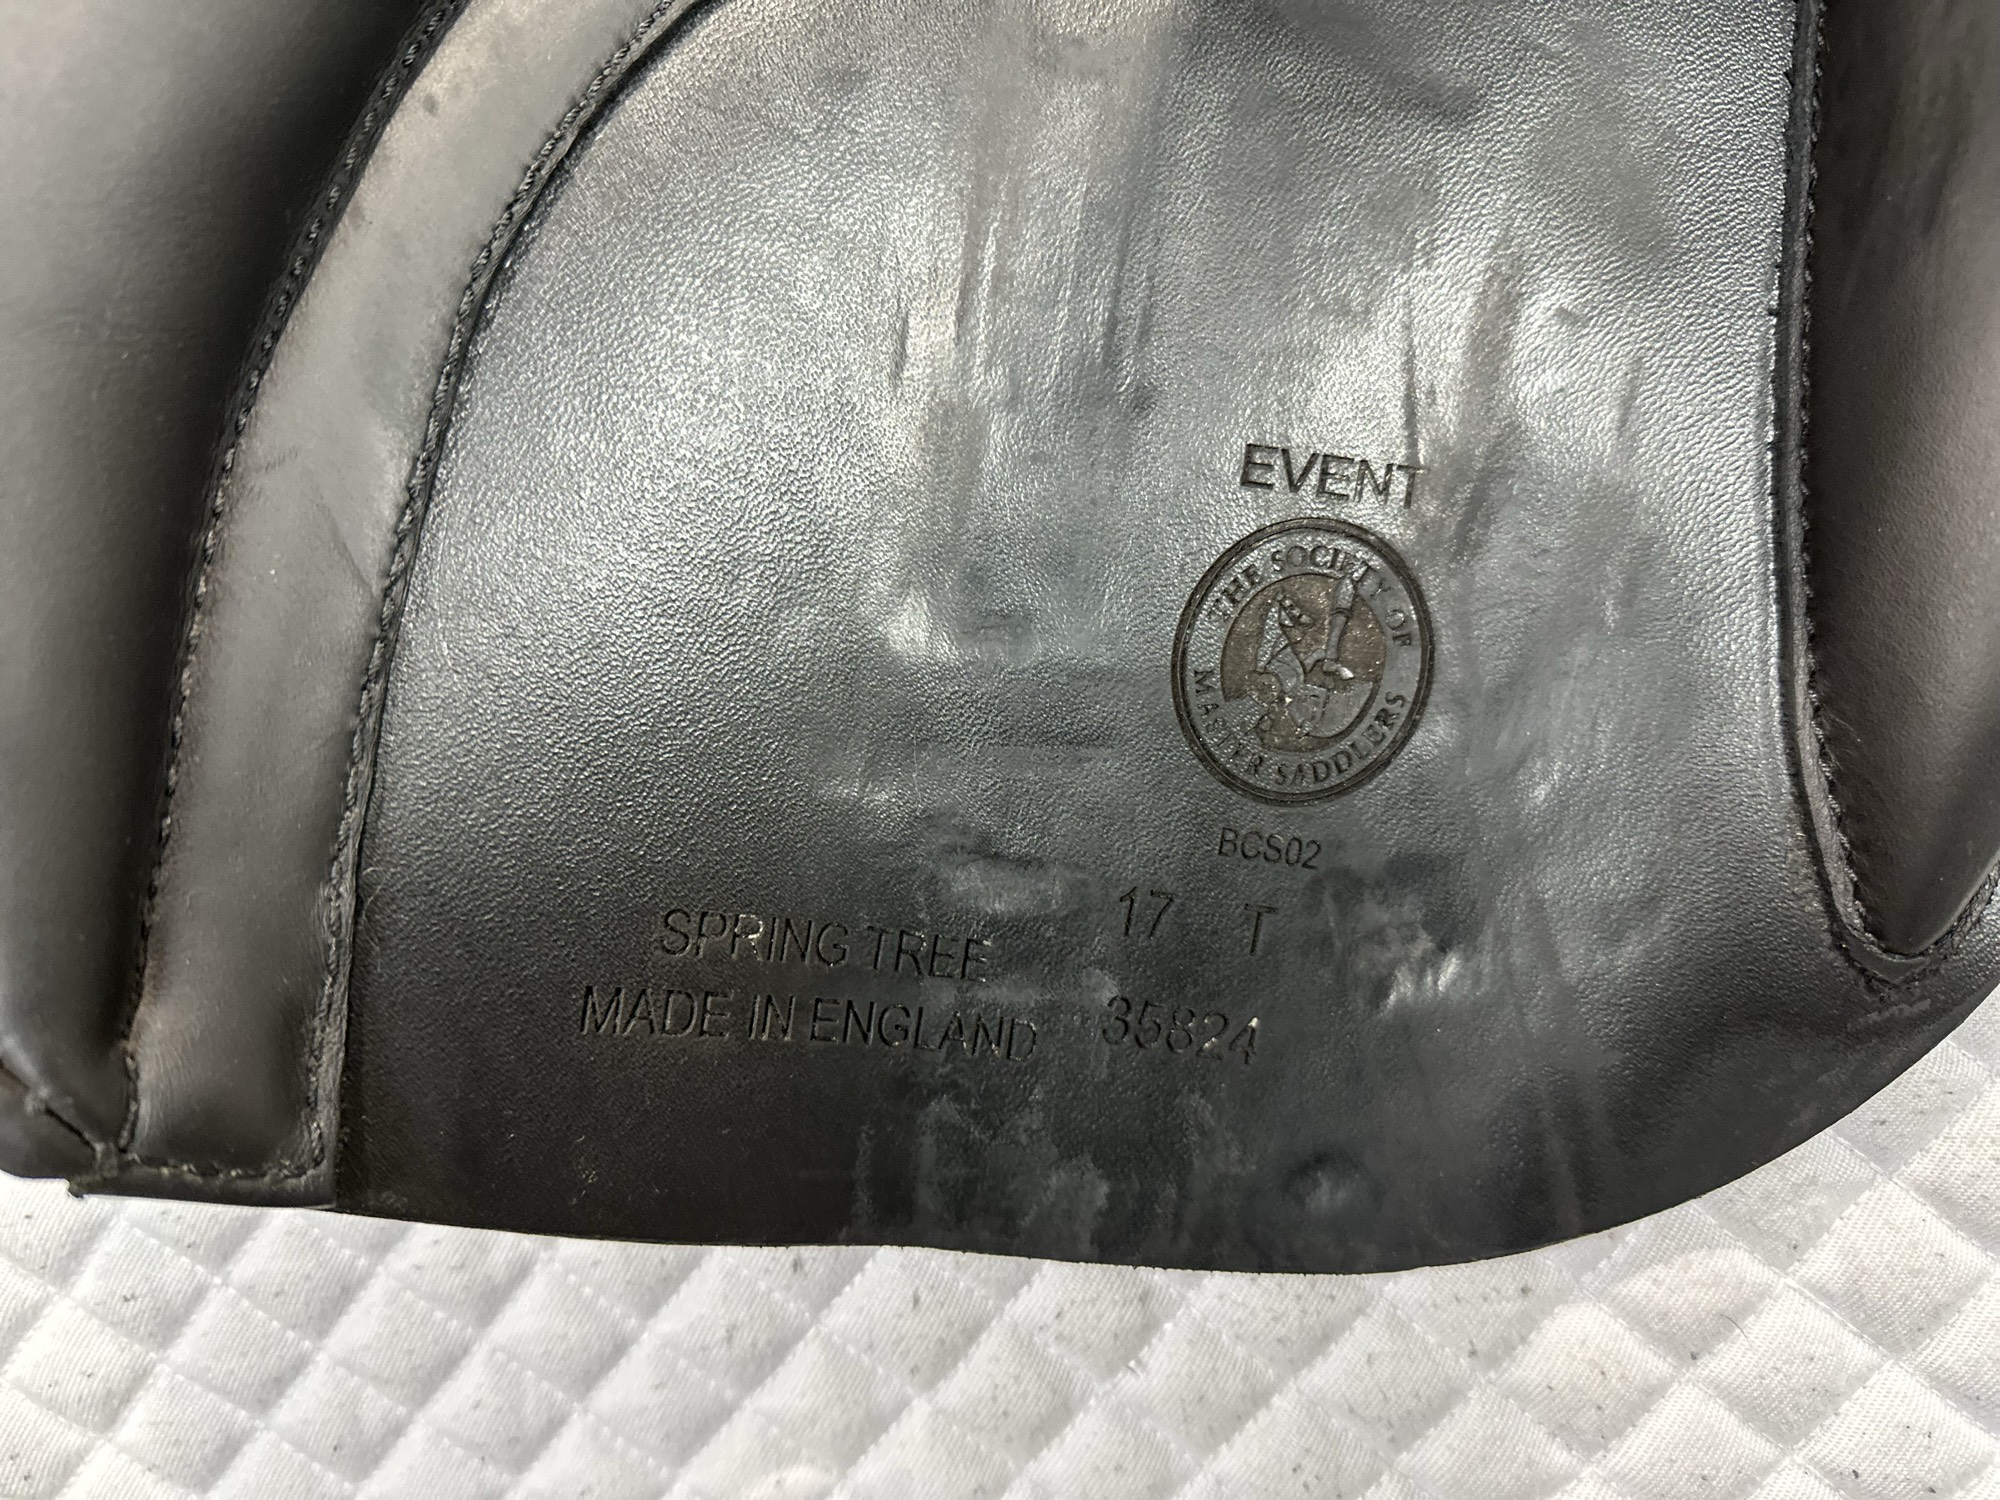 EVENT
THE SOCIETY OF
MASTER SADDLERS
BCS02
17 T
SPRING TREE
MADE IN ENGLAND 35824